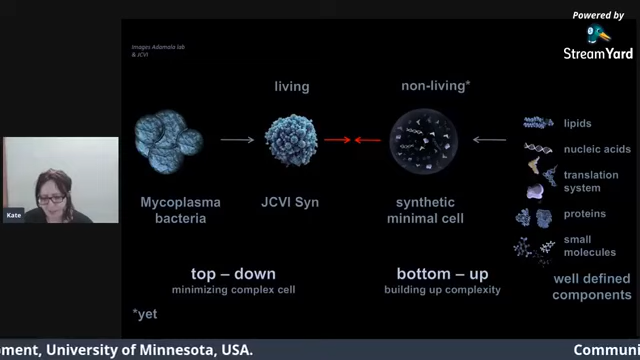 Powered by
StreamYard
Images Adamala lab
& JCVI
living
non-living*
lipids
nucleic acids
translation
system
proteins
small
molecules
well defined
components
Mycoplasma
bacteria
JCVI Syn
synthetic
minimal cell
top – down
minimizing complex cell
bottom – up
building up complexity
*yet
Kate
oment, University of Minnesota, USA.
Communi